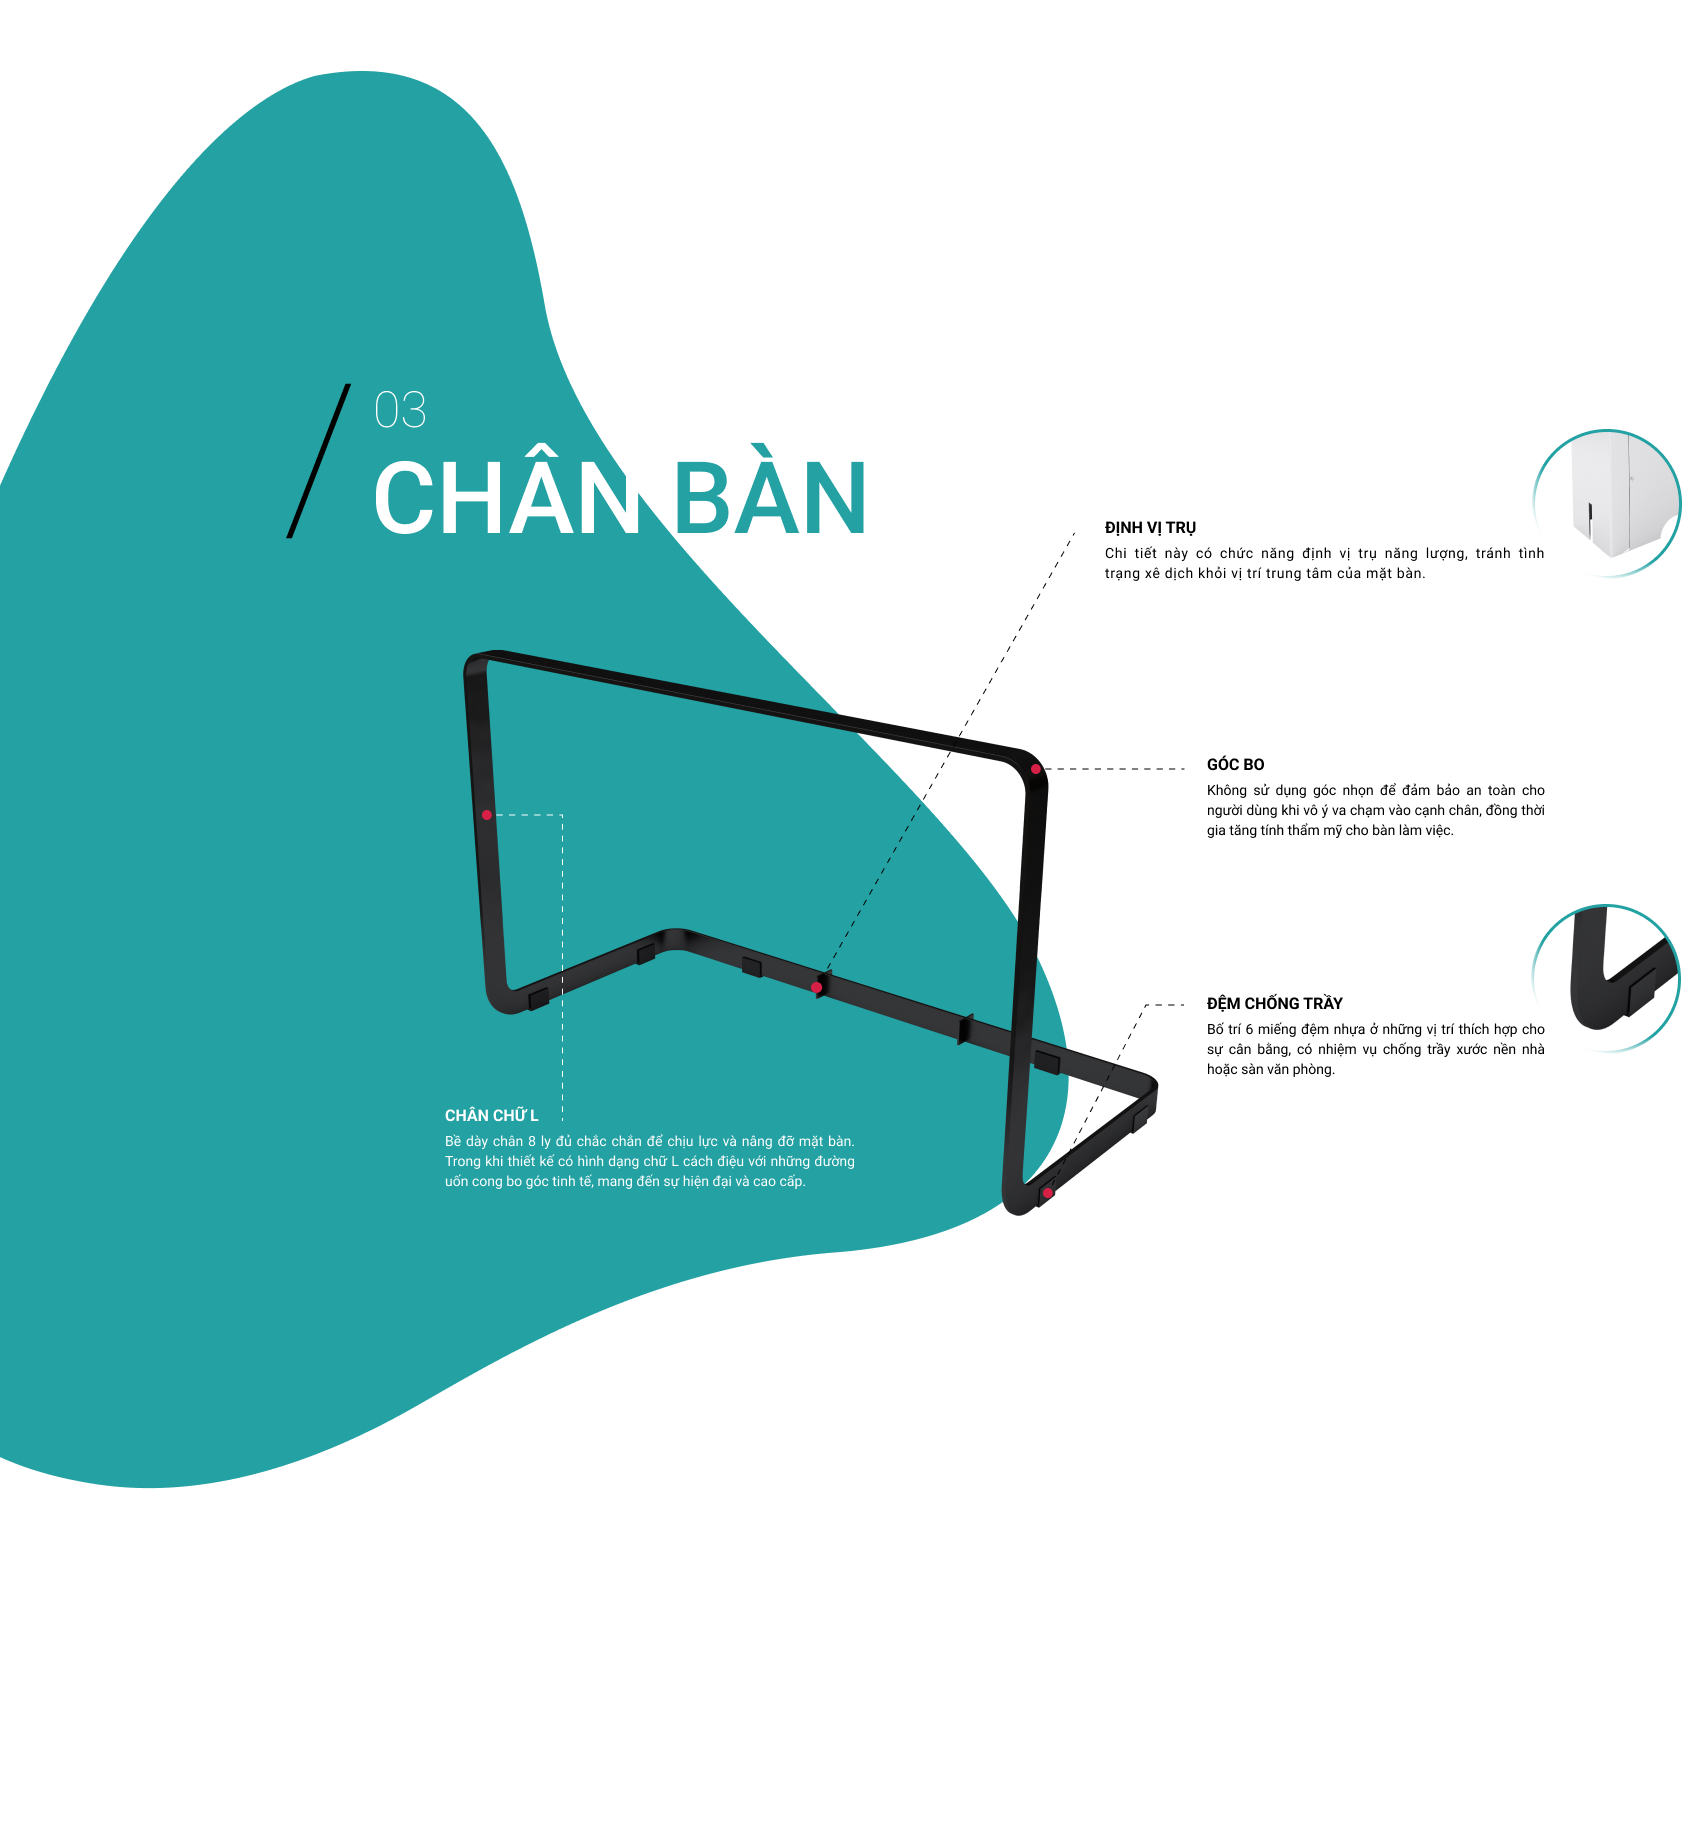 03
CHÂN BÀN
ĐỊNH VỊ TRỤ
Chi tiết này có chức năng định vị trụ năng lượng, tránh tình
trạng xê dịch khỏi vị trí trung tâm của mặt bàn.
GÓC BO
Không sử dụng góc nhọn để đảm bảo an toàn cho
người dùng khi vô ý va chạm vào cạnh chân, đồng thời
gia tăng tính thẩm mỹ cho bàn làm việc.
ĐỆM CHỐNG TRẦY
Bố trí 6 miếng đệm nhựa ở những vị trí thích hợp cho
sự cân bằng, có nhiệm vụ chống trầy xước nền nhà
hoặc sàn văn phòng.
CHÂN CHỮ L
Bề dày chân 8 ly đủ chắc chắn để chịu lực và nâng đỡ mặt bàn.
Trong khi thiết kế có hình dạng chữ L cách điệu với những đường
uốn cong bo góc tinh tế, mang đến sự hiện đại và cao cấp.